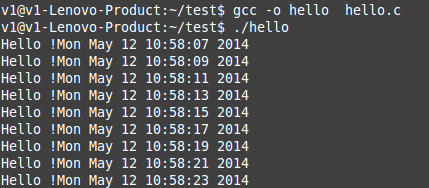 v1@v1-Lenovo-Product:~/test$ gcc -o hello  hello.c
v1@v1-Lenovo-Product:~/test$ ./hello
Hello !Mon May 12 10:58:07 2014
Hello !Mon May 12 10:58:09 2014
Hello !Mon May 12 10:58:11 2014
Hello !Mon May 12 10:58:13 2014
Hello !Mon May 12 10:58:15 2014
Hello !Mon May 12 10:58:17 2014
Hello !Mon May 12 10:58:19 2014
Hello !Mon May 12 10:58:21 2014
Hello !Mon May 12 10:58:23 2014